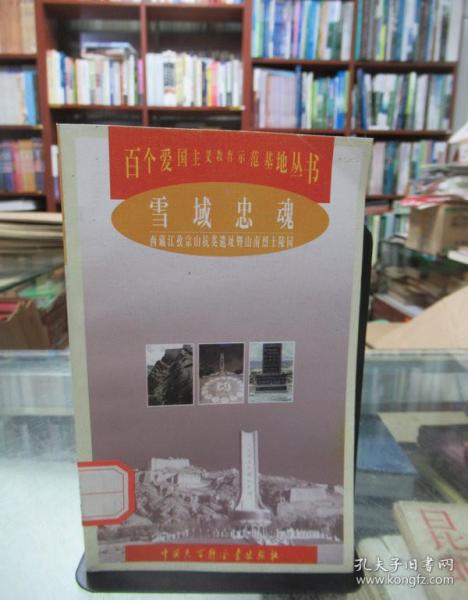 百个爱国主义教育示范基地丛书
雪域忠魂
西藏江孜宗山抗英遗址暨山南烈士陵园
中国大百科全书出版社
昆
孔夫子旧书网
www.kongfz.com